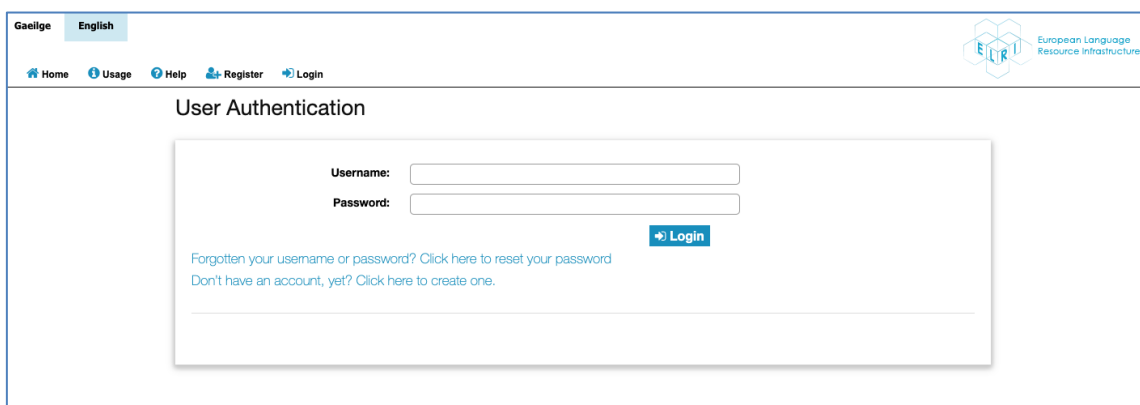 Gaeilge English
European Language
Resource Infrastructure
ELRI
Home Usage Help Register Login
User Authentication
Username:
Password:
Login
Forgotten your username or password? Click here to reset your password
Don't have an account, yet? Click here to create one.